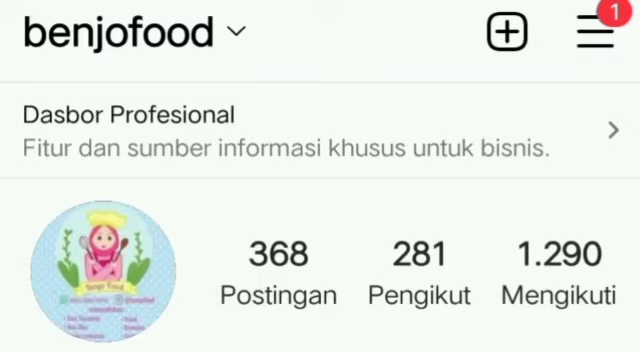 benjofood
1
Dasbor Profesional
Fitur dan sumber informasi khusus untuk bisnis.
368 281 1.290
Postingan Pengikut Mengikuti